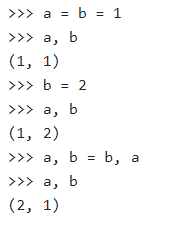 >>> a = b = 1
>>> a, b
(1, 1)
>>> b = 2
>>> a, b
(1, 2)
>>> a, b = b, a
>>> a, b
(2, 1)